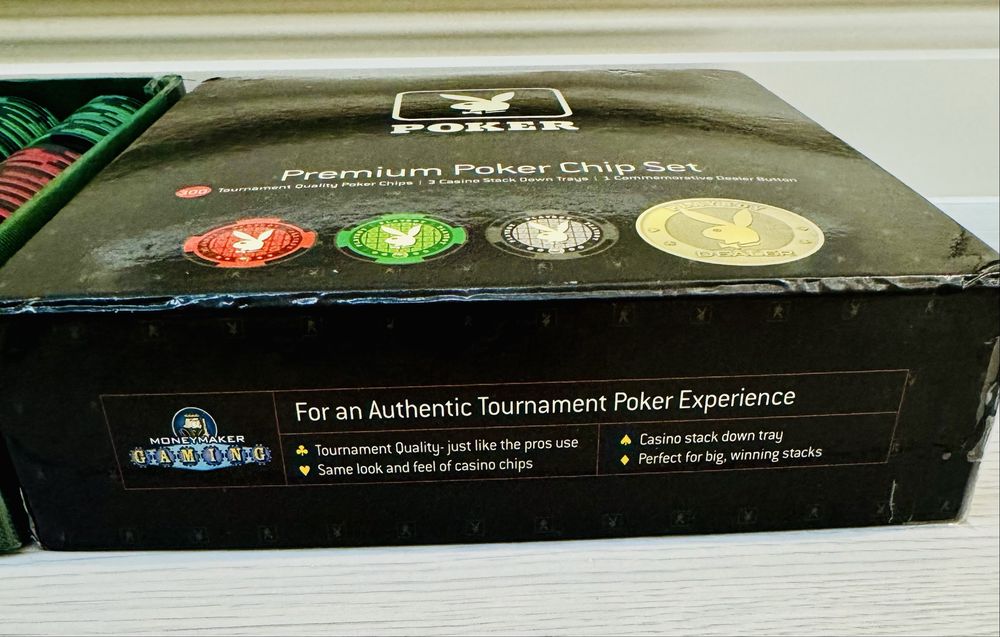 POKER
Premium Poker Chip Set
300 Tournament Quality Poker Chips | 3 Casino Stack Down Trays | 1 Commemorative Dealer Button
PLAYBOY
DEALER
For an Authentic Tournament Poker Experience
MONEYMAKER
GAMING
Tournament Quality- just like the pros use
Same look and feel of casino chips
Casino stack down tray
Perfect for big, winning stacks